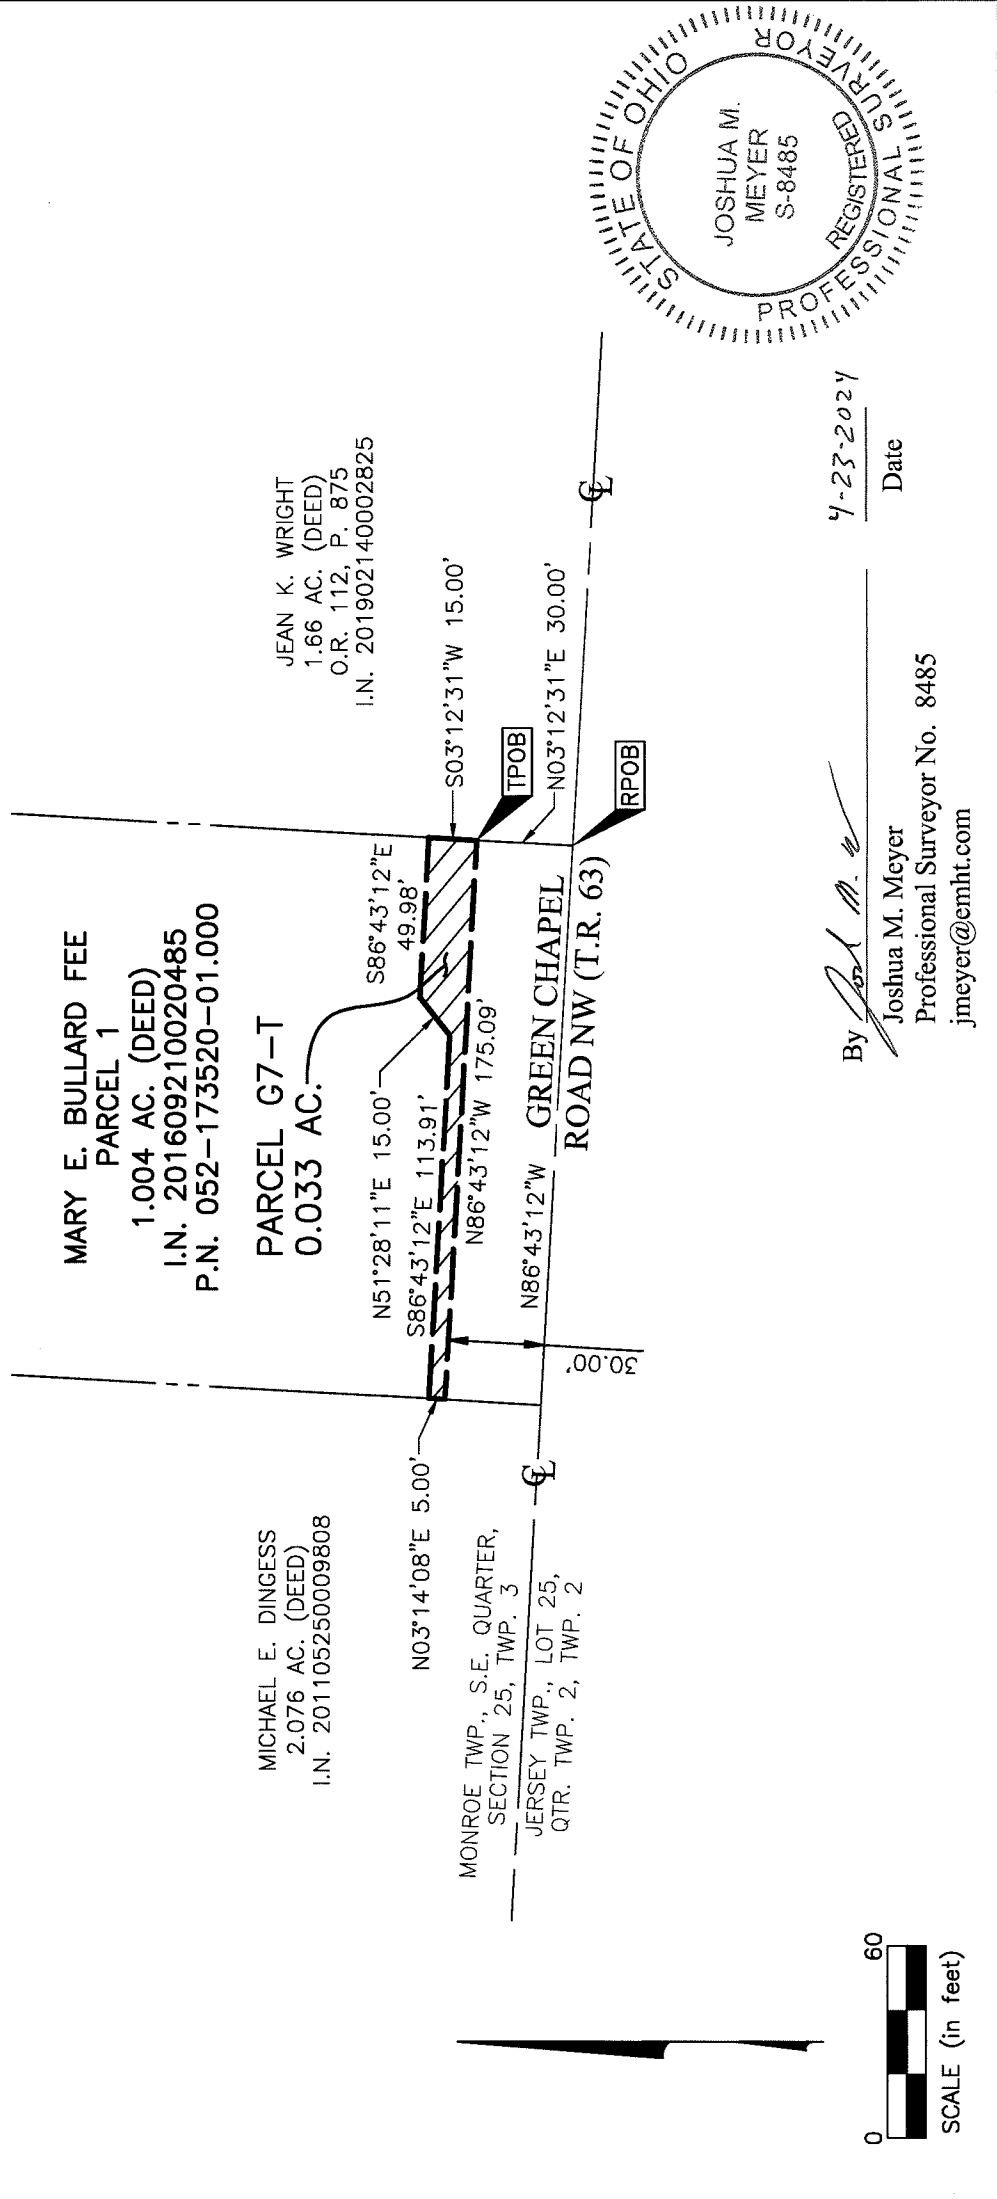 MARY E. BULLARD FEE
PARCEL 1
1.004 AC. (DEED)
I.N. 201609210020485
P.N. 052-173520-01.000
PARCEL G7-T
0.033 AC.
MICHAEL E. DINGESS
2.076 AC. (DEED)
I.N. 201105250009808
JEAN K. WRIGHT
1.66 AC. (DEED)
O.R. 112, P. 875
I.N. 201902140002825
N03°14'08"E 5.00'
N51°28'11"E 15.00'
S86°43'12"E 113.91'
S86°43'12"E
49.98'
S03°12'31"W 15.00'
N86°43'12"W 175.09'
TPOB
N03°12'31"E 30.00'
RPOB
N86°43'12"W
30.00'
GREEN CHAPEL
ROAD NW (T.R. 63)
CL
CL
MONROE TWP., S.E. QUARTER,
SECTION 25, TWP. 3
JERSEY TWP., LOT 25,
QTR. TWP. 2, TWP. 2
0 60
SCALE (in feet)
By
Joshua M. Meyer
Professional Surveyor No. 8485
jmeyer@emht.com
4-23-2024
Date
STATE OF OHIO
JOSHUA M.
MEYER
S-8485
REGISTERED
PROFESSIONAL SURVEYOR